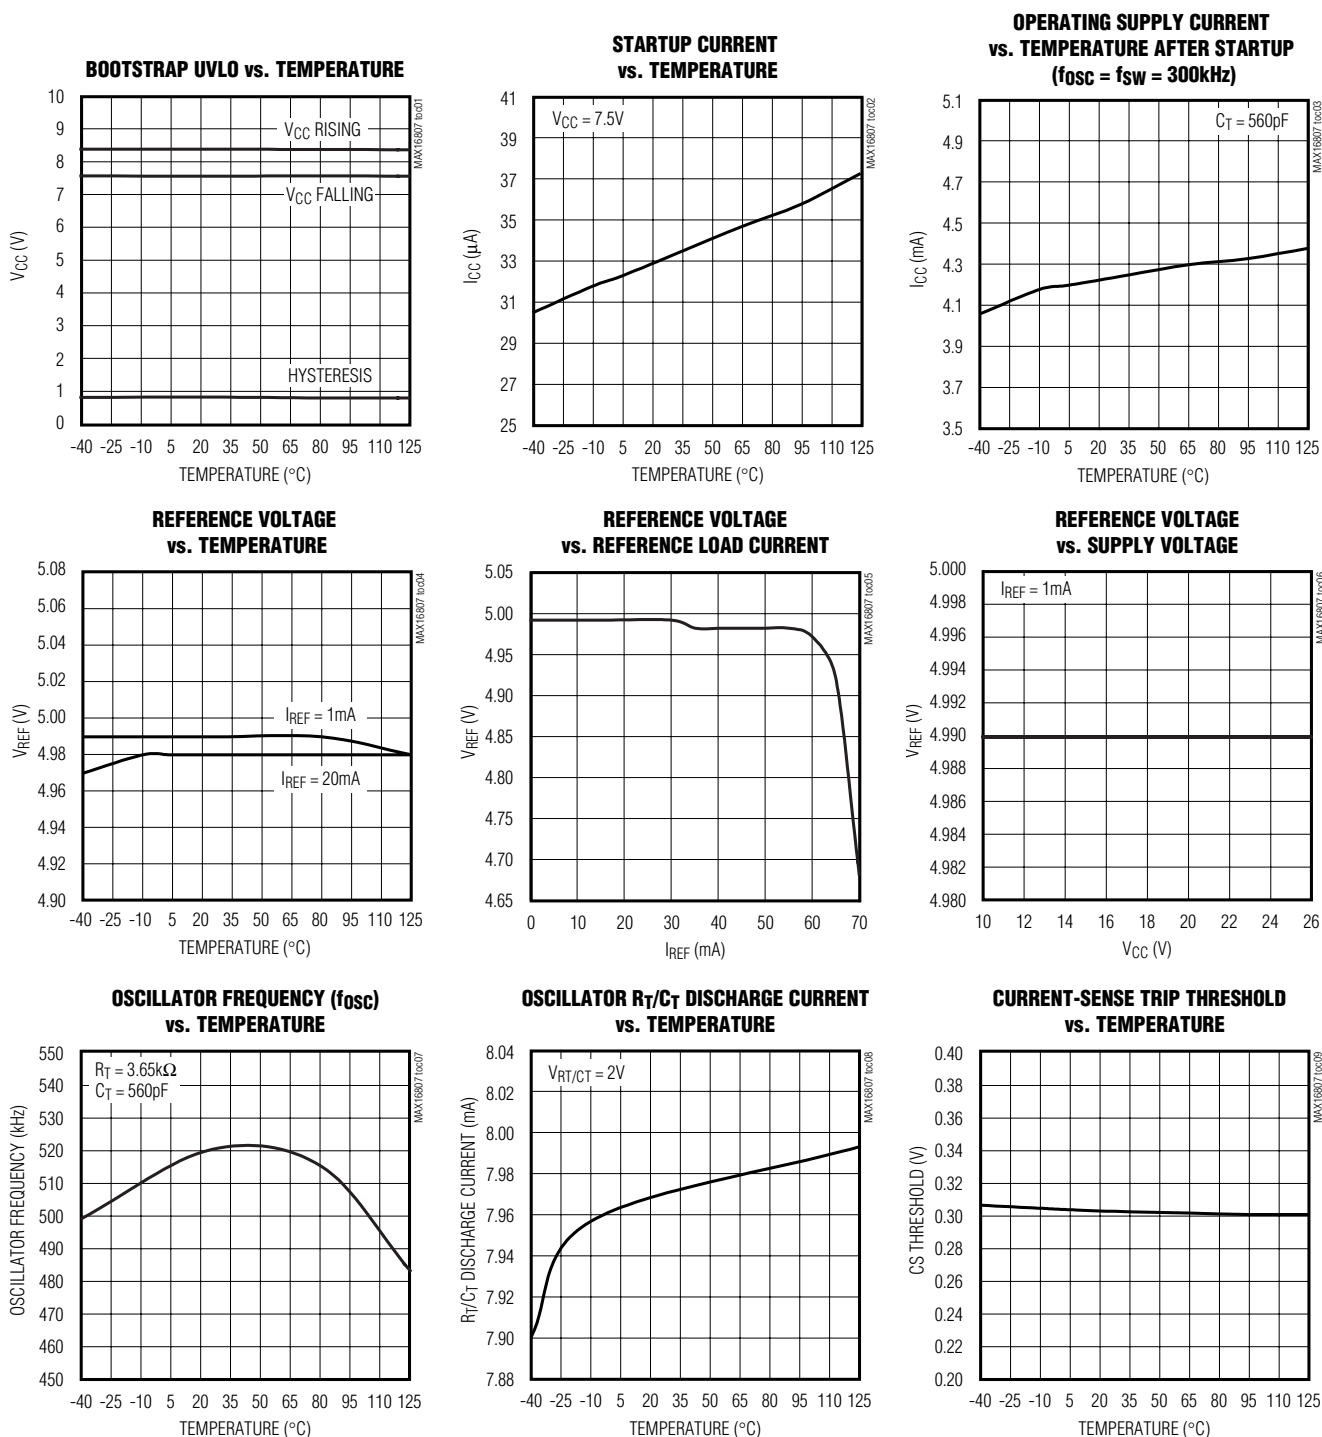 BOOTSTRAP UVLO vs. TEMPERATURE
10
9
8
7
6
5
4
3
2
1
0
VCC (V)
VCC RISING
VCC FALLING
HYSTERESIS
MAX16807 toc01
-40 -25 -10 5 20 35 50 65 80 95 110 125
TEMPERATURE (°C)
STARTUP CURRENT
vs. TEMPERATURE
41
39
37
35
33
31
29
27
25
ICC (µA)
VCC = 7.5V
MAX16807 toc02
-40 -25 -10 5 20 35 50 65 80 95 110 125
TEMPERATURE (°C)
OPERATING SUPPLY CURRENT
vs. TEMPERATURE AFTER STARTUP
(fOSC = fSW = 300kHz)
5.1
4.9
4.7
4.5
4.3
4.1
3.9
3.7
3.5
ICC (mA)
CT = 560pF
MAX16807 toc03
-40 -25 -10 5 20 35 50 65 80 95 110 125
TEMPERATURE (°C)
REFERENCE VOLTAGE
vs. TEMPERATURE
5.08
5.06
5.04
5.02
5.00
4.98
4.96
4.94
4.92
4.90
VREF (V)
IREF = 1mA
IREF = 20mA
MAX16807 toc04
-40 -25 -10 5 20 35 50 65 80 95 110 125
TEMPERATURE (°C)
REFERENCE VOLTAGE
vs. REFERENCE LOAD CURRENT
5.05
5.00
4.95
4.90
4.85
4.80
4.75
4.70
4.65
VREF (V)
MAX16807 toc05
0 10 20 30 40 50 60 70
IREF (mA)
REFERENCE VOLTAGE
vs. SUPPLY VOLTAGE
5.000
4.998
4.996
4.994
4.992
4.990
4.988
4.986
4.984
4.982
4.980
VREF (V)
IREF = 1mA
MAX16807 toc06
10 12 14 16 18 20 22 24 26
VCC (V)
OSCILLATOR FREQUENCY (fOSC)
vs. TEMPERATURE
550
540
530
520
510
500
490
480
470
460
450
OSCILLATOR FREQUENCY (kHz)
RT = 3.65kΩ
CT = 560pF
MAX16807 toc07
-40 -25 -10 5 20 35 50 65 80 95 110 125
TEMPERATURE (°C)
OSCILLATOR RT/CT DISCHARGE CURRENT
vs. TEMPERATURE
8.04
8.02
8.00
7.98
7.96
7.94
7.92
7.90
7.88
RT/CT DISCHARGE CURRENT (mA)
VRT/CT = 2V
MAX16807 toc08
-40 -25 -10 5 20 35 50 65 80 95 110 125
TEMPERATURE (°C)
CURRENT-SENSE TRIP THRESHOLD
vs. TEMPERATURE
0.40
0.38
0.36
0.34
0.32
0.30
0.28
0.26
0.24
0.22
0.20
CS THRESHOLD (V)
MAX16807 toc09
-40 -25 -10 5 20 35 50 65 80 95 110 125
TEMPERATURE (°C)